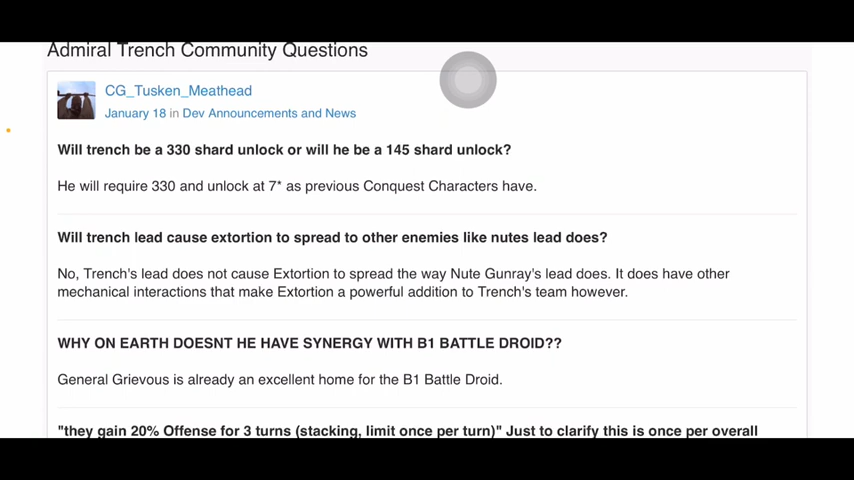 Admiral Trench Community Questions
CG_Tusken_Meathead
January 18 in Dev Announcements and News
Will trench be a 330 shard unlock or will he be a 145 shard unlock?
He will require 330 and unlock at 7* as previous Conquest Characters have.
Will trench lead cause extortion to spread to other enemies like nutes lead does?
No, Trench's lead does not cause Extortion to spread the way Nute Gunray's lead does. It does have other
mechanical interactions that make Extortion a powerful addition to Trench's team however.
WHY ON EARTH DOESNT HE HAVE SYNERGY WITH B1 BATTLE DROID??
General Grievous is already an excellent home for the B1 Battle Droid.
"they gain 20% Offense for 3 turns (stacking, limit once per turn)" Just to clarify this is once per overall